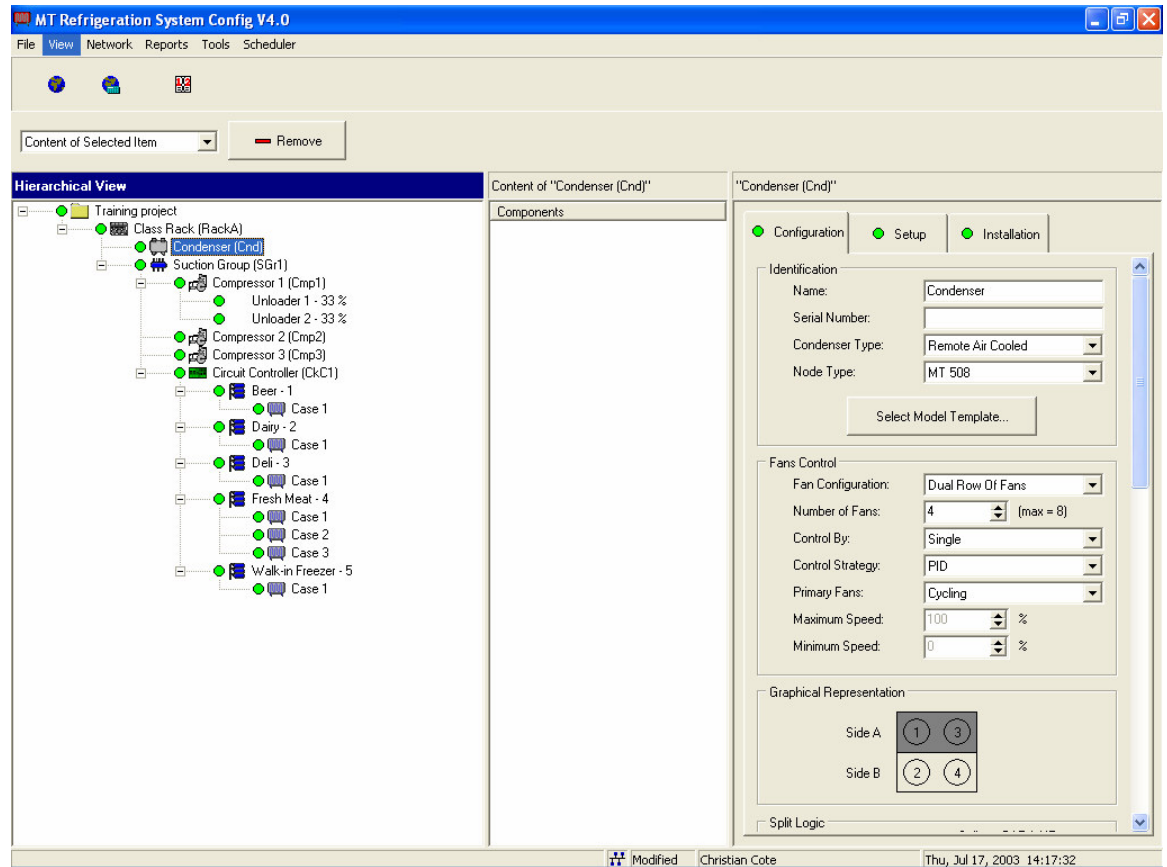 MT Refrigeration System Config V4.0
File View Network Reports Tools Scheduler
Content of Selected Item
Remove
Hierarchical View
Training project
Class Rack (RackA)
Condenser (Cnd)
Suction Group (SGr1)
Compressor 1 (Cmp1)
Unloader 1 - 33 %
Unloader 2 - 33 %
Compressor 2 (Cmp2)
Compressor 3 (Cmp3)
Circuit Controller (CkC1)
Beer - 1
Case 1
Dairy - 2
Case 1
Deli - 3
Case 1
Fresh Meat - 4
Case 1
Case 2
Case 3
Walk-in Freezer - 5
Case 1
Content of "Condenser (Cnd)"
Components
"Condenser (Cnd)"
Configuration Setup Installation
Identification
Name: Condenser
Serial Number:
Condenser Type: Remote Air Cooled
Node Type: MT 508
Select Model Template...
Fans Control
Fan Configuration: Dual Row Of Fans
Number of Fans: 4 (max = 8)
Control By: Single
Control Strategy: PID
Primary Fans: Cycling
Maximum Speed: 100 %
Minimum Speed: 0 %
Graphical Representation
Side A 1 3
Side B 2 4
Split Logic
Modified Christian Cote Thu, Jul 17, 2003 14:17:32